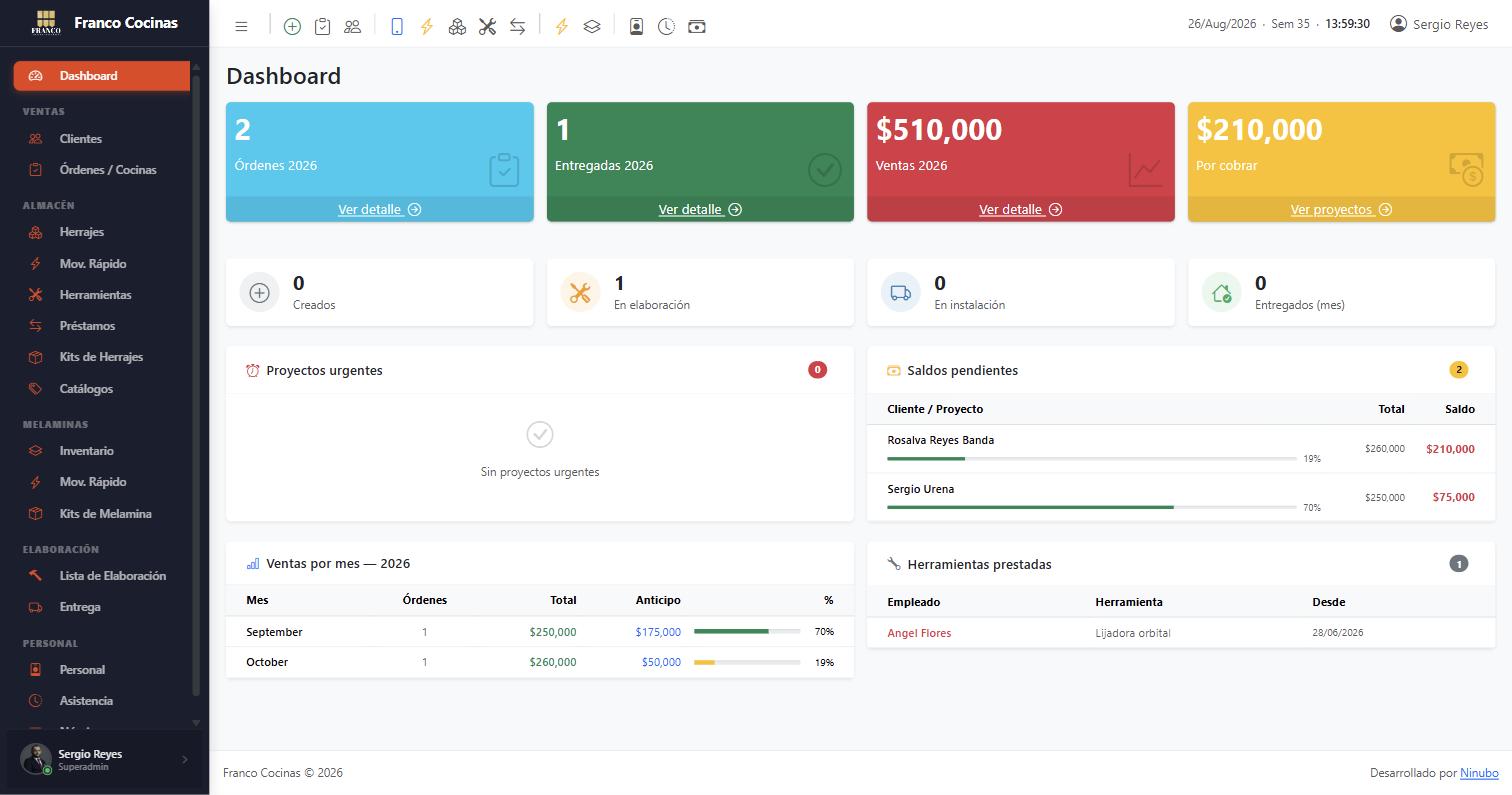 FRANCO
Franco Cocinas
26/Aug/2026 · Sem 35 · 13:59:30
Sergio Reyes
Dashboard
VENTAS
Clientes
Órdenes / Cocinas
ALMACÉN
Herrajes
Mov. Rápido
Herramientas
Préstamos
Kits de Herrajes
Catálogos
MELAMINAS
Inventario
Mov. Rápido
Kits de Melamina
ELABORACIÓN
Lista de Elaboración
Entrega
PERSONAL
Personal
Asistencia
Sergio Reyes
Superadmin
Dashboard
2
Órdenes 2026
Ver detalle
1
Entregadas 2026
Ver detalle
$510,000
Ventas 2026
Ver detalle
$210,000
Por cobrar
Ver proyectos
0
Creados
1
En elaboración
0
En instalación
0
Entregados (mes)
Proyectos urgentes 0
Sin proyectos urgentes
Saldos pendientes 2
Cliente / Proyecto Total Saldo
Rosalva Reyes Banda
19% $260,000 $210,000
Sergio Urena
70% $250,000 $75,000
Ventas por mes — 2026
Mes Órdenes Total Anticipo %
September 1 $250,000 $175,000 70%
October 1 $260,000 $50,000 19%
Herramientas prestadas 1
Empleado Herramienta Desde
Angel Flores Lijadora orbital 28/06/2026
Franco Cocinas © 2026
Desarrollado por Ninubo